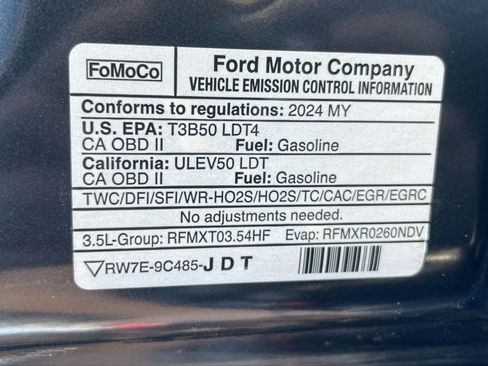 FoMoCo
Ford Motor Company
VEHICLE EMISSION CONTROL INFORMATION
Conforms to regulations: 2024 MY
U.S. EPA: T3B50 LDT4
CA OBD II Fuel: Gasoline
California: ULEV50 LDT
CA OBD II Fuel: Gasoline
TWC/DFI/SFI/WR-HO2S/HO2S/TC/CAC/EGR/EGRC
No adjustments needed.
3.5L-Group: RFMXT03.54HF Evap: RFMXR0260NDV
RW7E-9C485-JDT